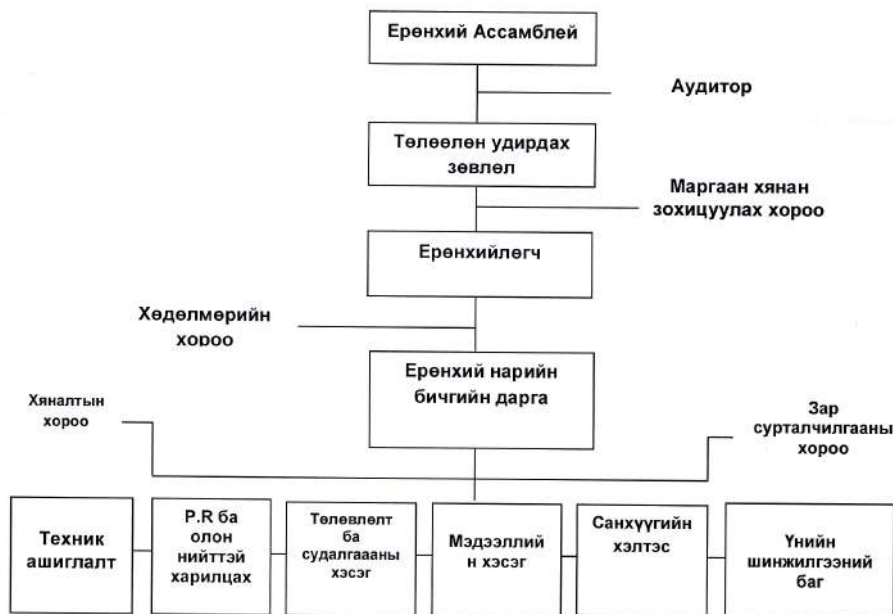 Ерөнхий Ассамблей
Аудитор
Төлөөлөн удирдах
зөвлөл
Маргаан хянан
зохицуулах хороо
Ерөнхийлөгч
Хөдөлмөрийн
хороо
Ерөнхий нарийн
бичгийн дарга
Хяналтын
хороо
Зар
сурталчилгааны
хороо
Техник
ашиглалт
P.R ба
олон
нийттэй
харилцах
Төлөвлөлт
ба
судалгаааны
хэсэг
Мэдээллий
н хэсэг
Санхүүгийн
хэлтэс
Үнийн
шинжилгээний
баг